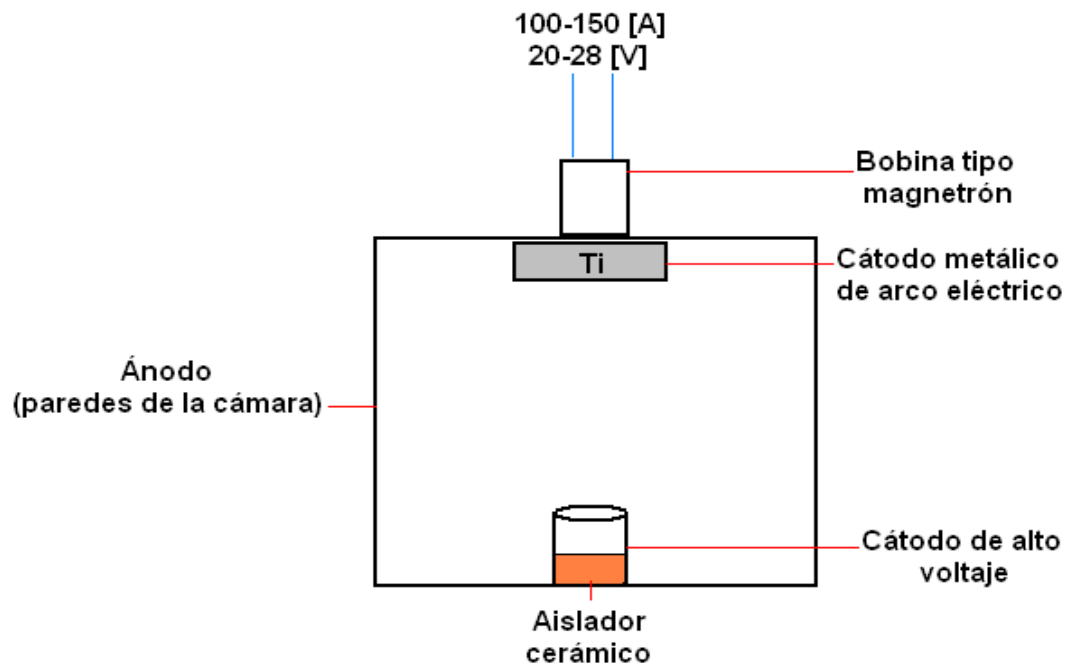 100-150 [A]
20-28 [V]
Bobina tipo
magnetrón
Ti
Cátodo metálico
de arco eléctrico
Ánodo
(paredes de la cámara)
Cátodo de alto
voltaje
Aislador
cerámico